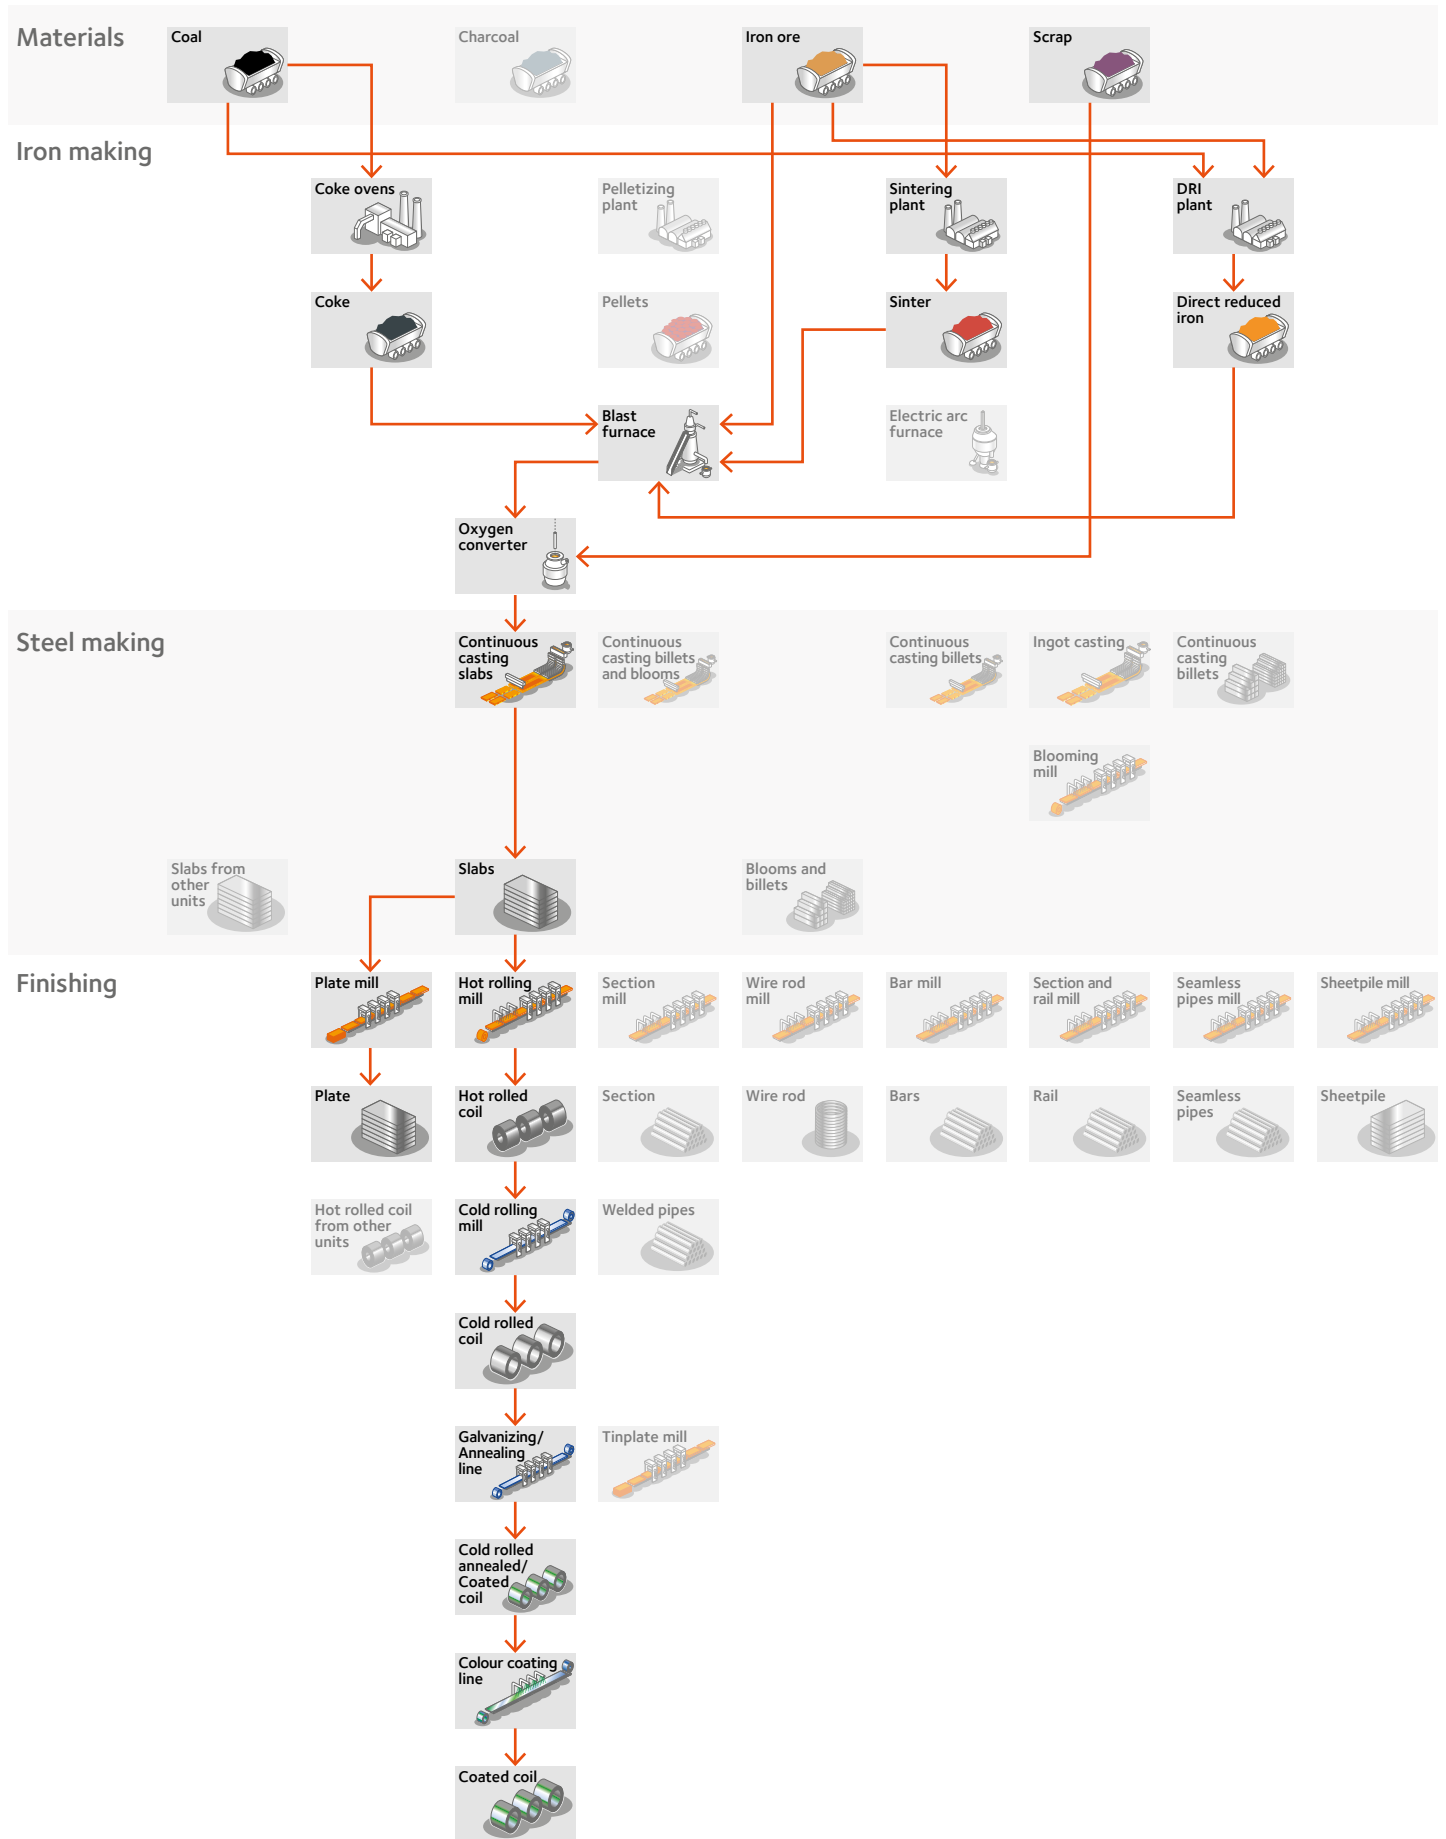 Materials
Coal
Charcoal
Iron ore
Scrap
Iron making
Coke ovens
Pelletizing
plant
Sintering
plant
DRI
plant
Coke
Pellets
Sinter
Direct reduced
iron
Blast
furnace
Electric arc
furnace
Oxygen
converter
Steel making
Continuous
casting
slabs
Continuous
casting billets
and blooms
Continuous
casting billets
Ingot casting
Continuous
casting
billets
Blooming
mill
Slabs from
other
units
Slabs
Blooms and
billets
Finishing
Plate mill
Hot rolling
mill
Section
mill
Wire rod
mill
Bar mill
Section and
rail mill
Seamless
pipes mill
Sheetpile mill
Plate
Hot rolled
coil
Section
Wire rod
Bars
Rail
Seamless
pipes
Sheetpile
Hot rolled coil
from other
units
Cold rolling
mill
Welded pipes
Cold rolled
coil
Galvanizing/
Annealing
line
Tinplate mill
Cold rolled
annealed/
Coated
coil
Colour coating
line
Coated coil